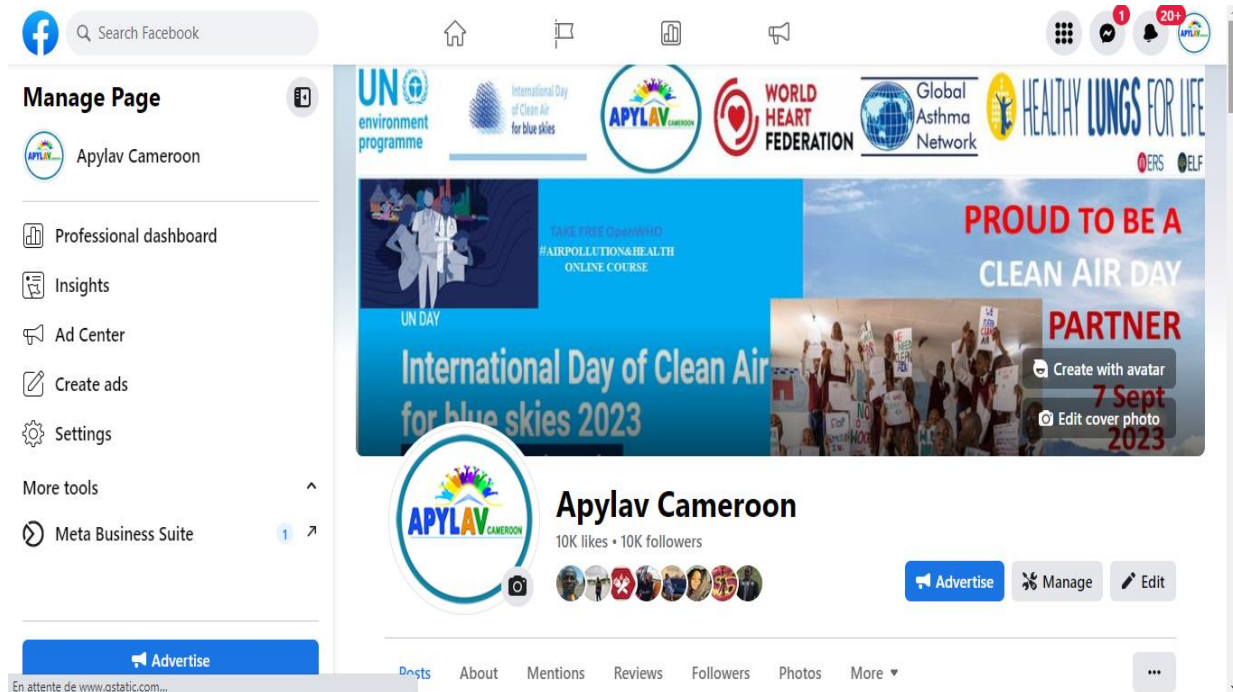 Search Facebook
1
20+
Manage Page
Apylav Cameroon
Professional dashboard
Insights
Ad Center
Create ads
Settings
More tools
Meta Business Suite
1
Advertise
En attente de www.gstatic.com...
UN
environment
programme
International Day
of Clean Air
for blue skies
APYLAV CAMEROON
WORLD
HEART
FEDERATION
Global
Asthma
Network
HEALTHY LUNGS FOR LIFE
ERS ELF
TAKE FREE OpenWHO
#AIRPOLLUTION&HEALTH
ONLINE COURSE
UN DAY
International Day of Clean Air
for blue skies 2023
PROUD TO BE A
CLEAN AIR DAY
PARTNER
7 Sept
2023
Create with avatar
Edit cover photo
APYLAV CAMEROON
Apylav Cameroon
10K likes • 10K followers
Advertise
Manage
Edit
Posts
About
Mentions
Reviews
Followers
Photos
More